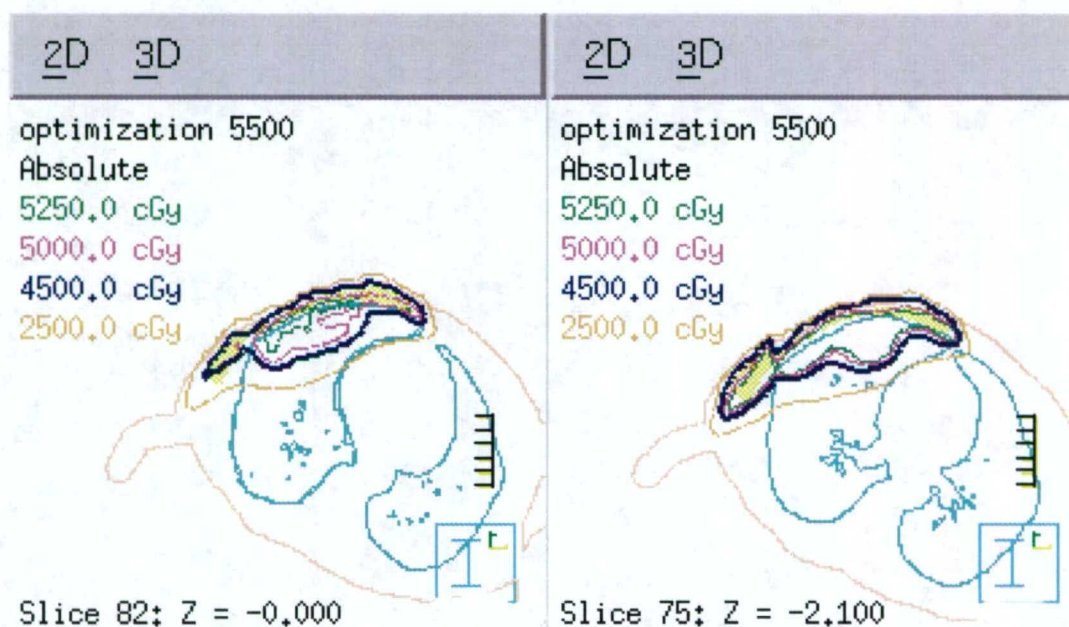 2D 3D
optimization 5500
Absolute
5250.0 cGy
5000.0 cGy
4500.0 cGy
2500.0 cGy
Slice 82: Z = -0.000
2D 3D
optimization 5500
Absolute
5250.0 cGy
5000.0 cGy
4500.0 cGy
2500.0 cGy
Slice 75: Z = -2.100